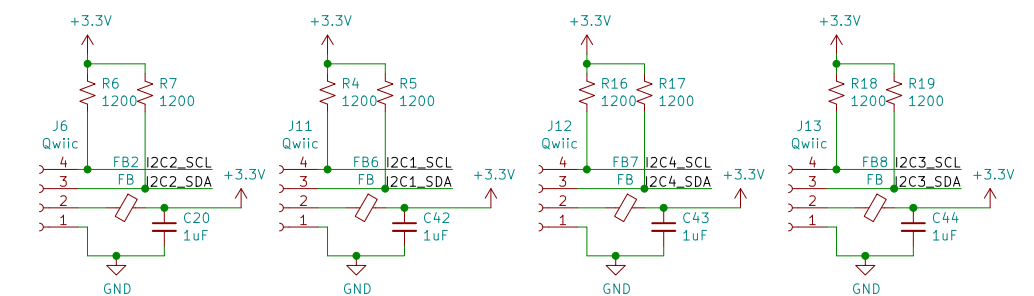 +3.3V
R6
1200
R7
1200
J6
Qwiic
4
3
2
1
FB2
FB
I2C2_SCL
I2C2_SDA
+3.3V
C20
1uF
GND
+3.3V
R4
1200
R5
1200
J11
Qwiic
4
3
2
1
FB6
FB
I2C1_SCL
I2C1_SDA
+3.3V
C42
1uF
GND
+3.3V
R16
1200
R17
1200
J12
Qwiic
4
3
2
1
FB7
FB
I2C4_SCL
I2C4_SDA
+3.3V
C43
1uF
GND
+3.3V
R18
1200
R19
1200
J13
Qwiic
4
3
2
1
FB8
FB
I2C3_SCL
I2C3_SDA
+3.3V
C44
1uF
GND